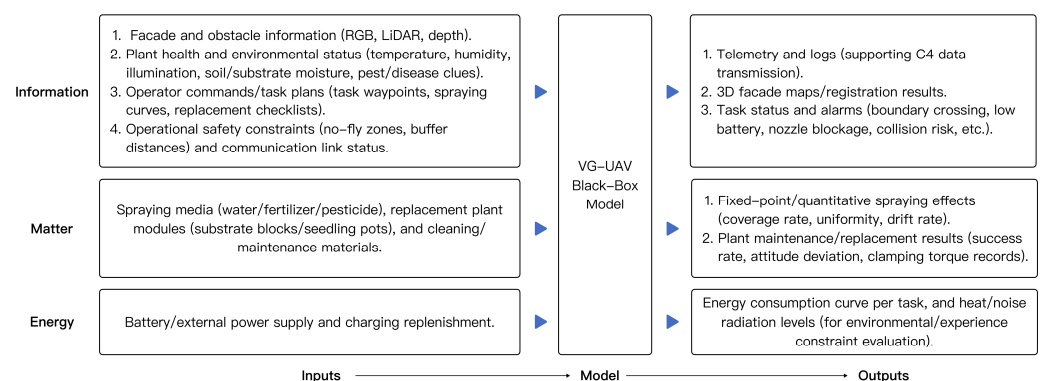 Information
1. Facade and obstacle information (RGB, LiDAR, depth).
2. Plant health and environmental status (temperature, humidity,
illumination, soil/substrate moisture, pest/disease clues).
3. Operator commands/task plans (task waypoints, spraying
curves, replacement checklists).
4. Operational safety constraints (no-fly zones, buffer
distances) and communication link status.
VG-UAV
Black-Box
Model
1. Telemetry and logs (supporting C4 data
transmission).
2. 3D facade maps/registration results.
3. Task status and alarms (boundary crossing, low
battery, nozzle blockage, collision risk, etc.).
Matter
Spraying media (water/fertilizer/pesticide), replacement plant
modules (substrate blocks/seedling pots), and cleaning/
maintenance materials.
1. Fixed-point/quantitative spraying effects
(coverage rate, uniformity, drift rate).
2. Plant maintenance/replacement results (success
rate, attitude deviation, clamping torque records).
Energy
Battery/external power supply and charging replenishment.
Energy consumption curve per task, and heat/noise
radiation levels (for environmental/experience
constraint evaluation).
Inputs
Model
Outputs